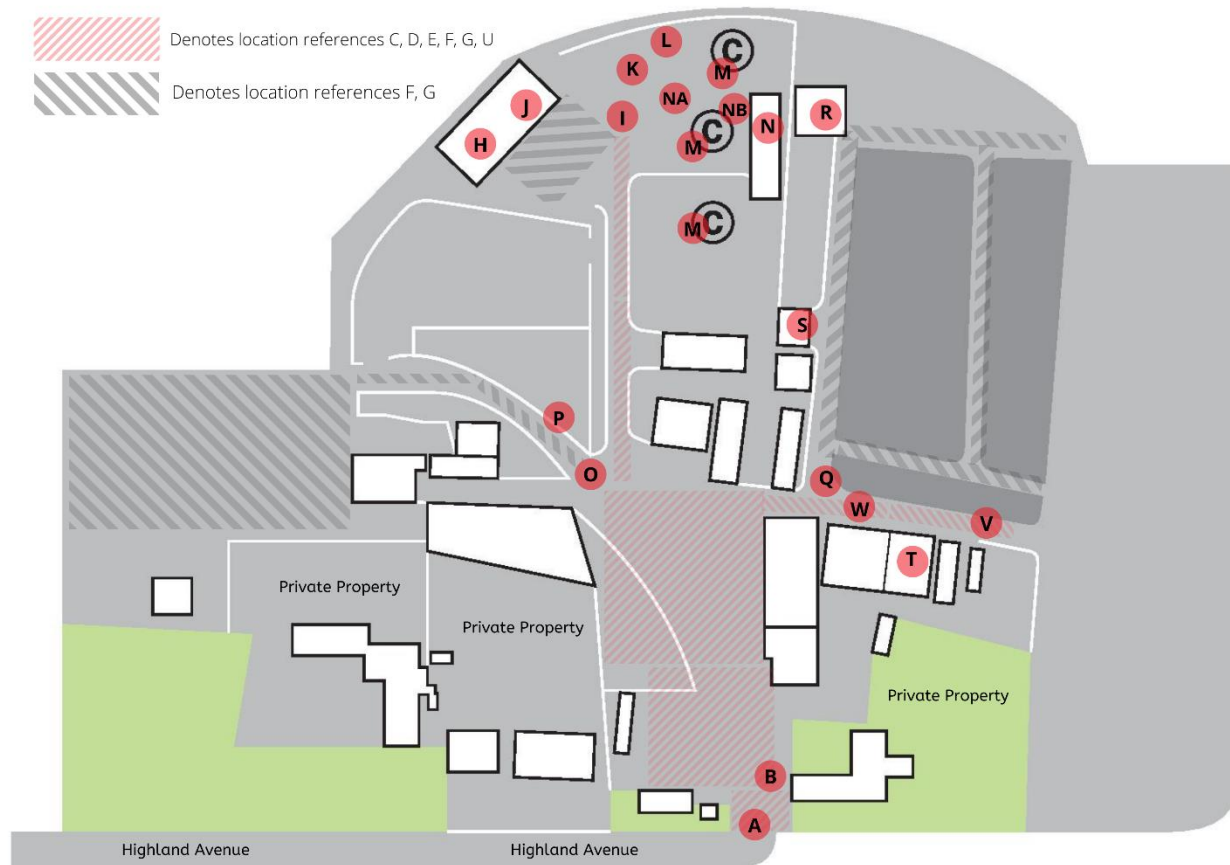 Denotes location references C, D, E, F, G, U
Denotes location references F, G
L
©
K
M
J
NA
NB
I
N
R
©
H
M
M
©
S
P
O
Q
W
V
T
Private Property
Private Property
Private Property
B
A
Highland Avenue
Highland Avenue